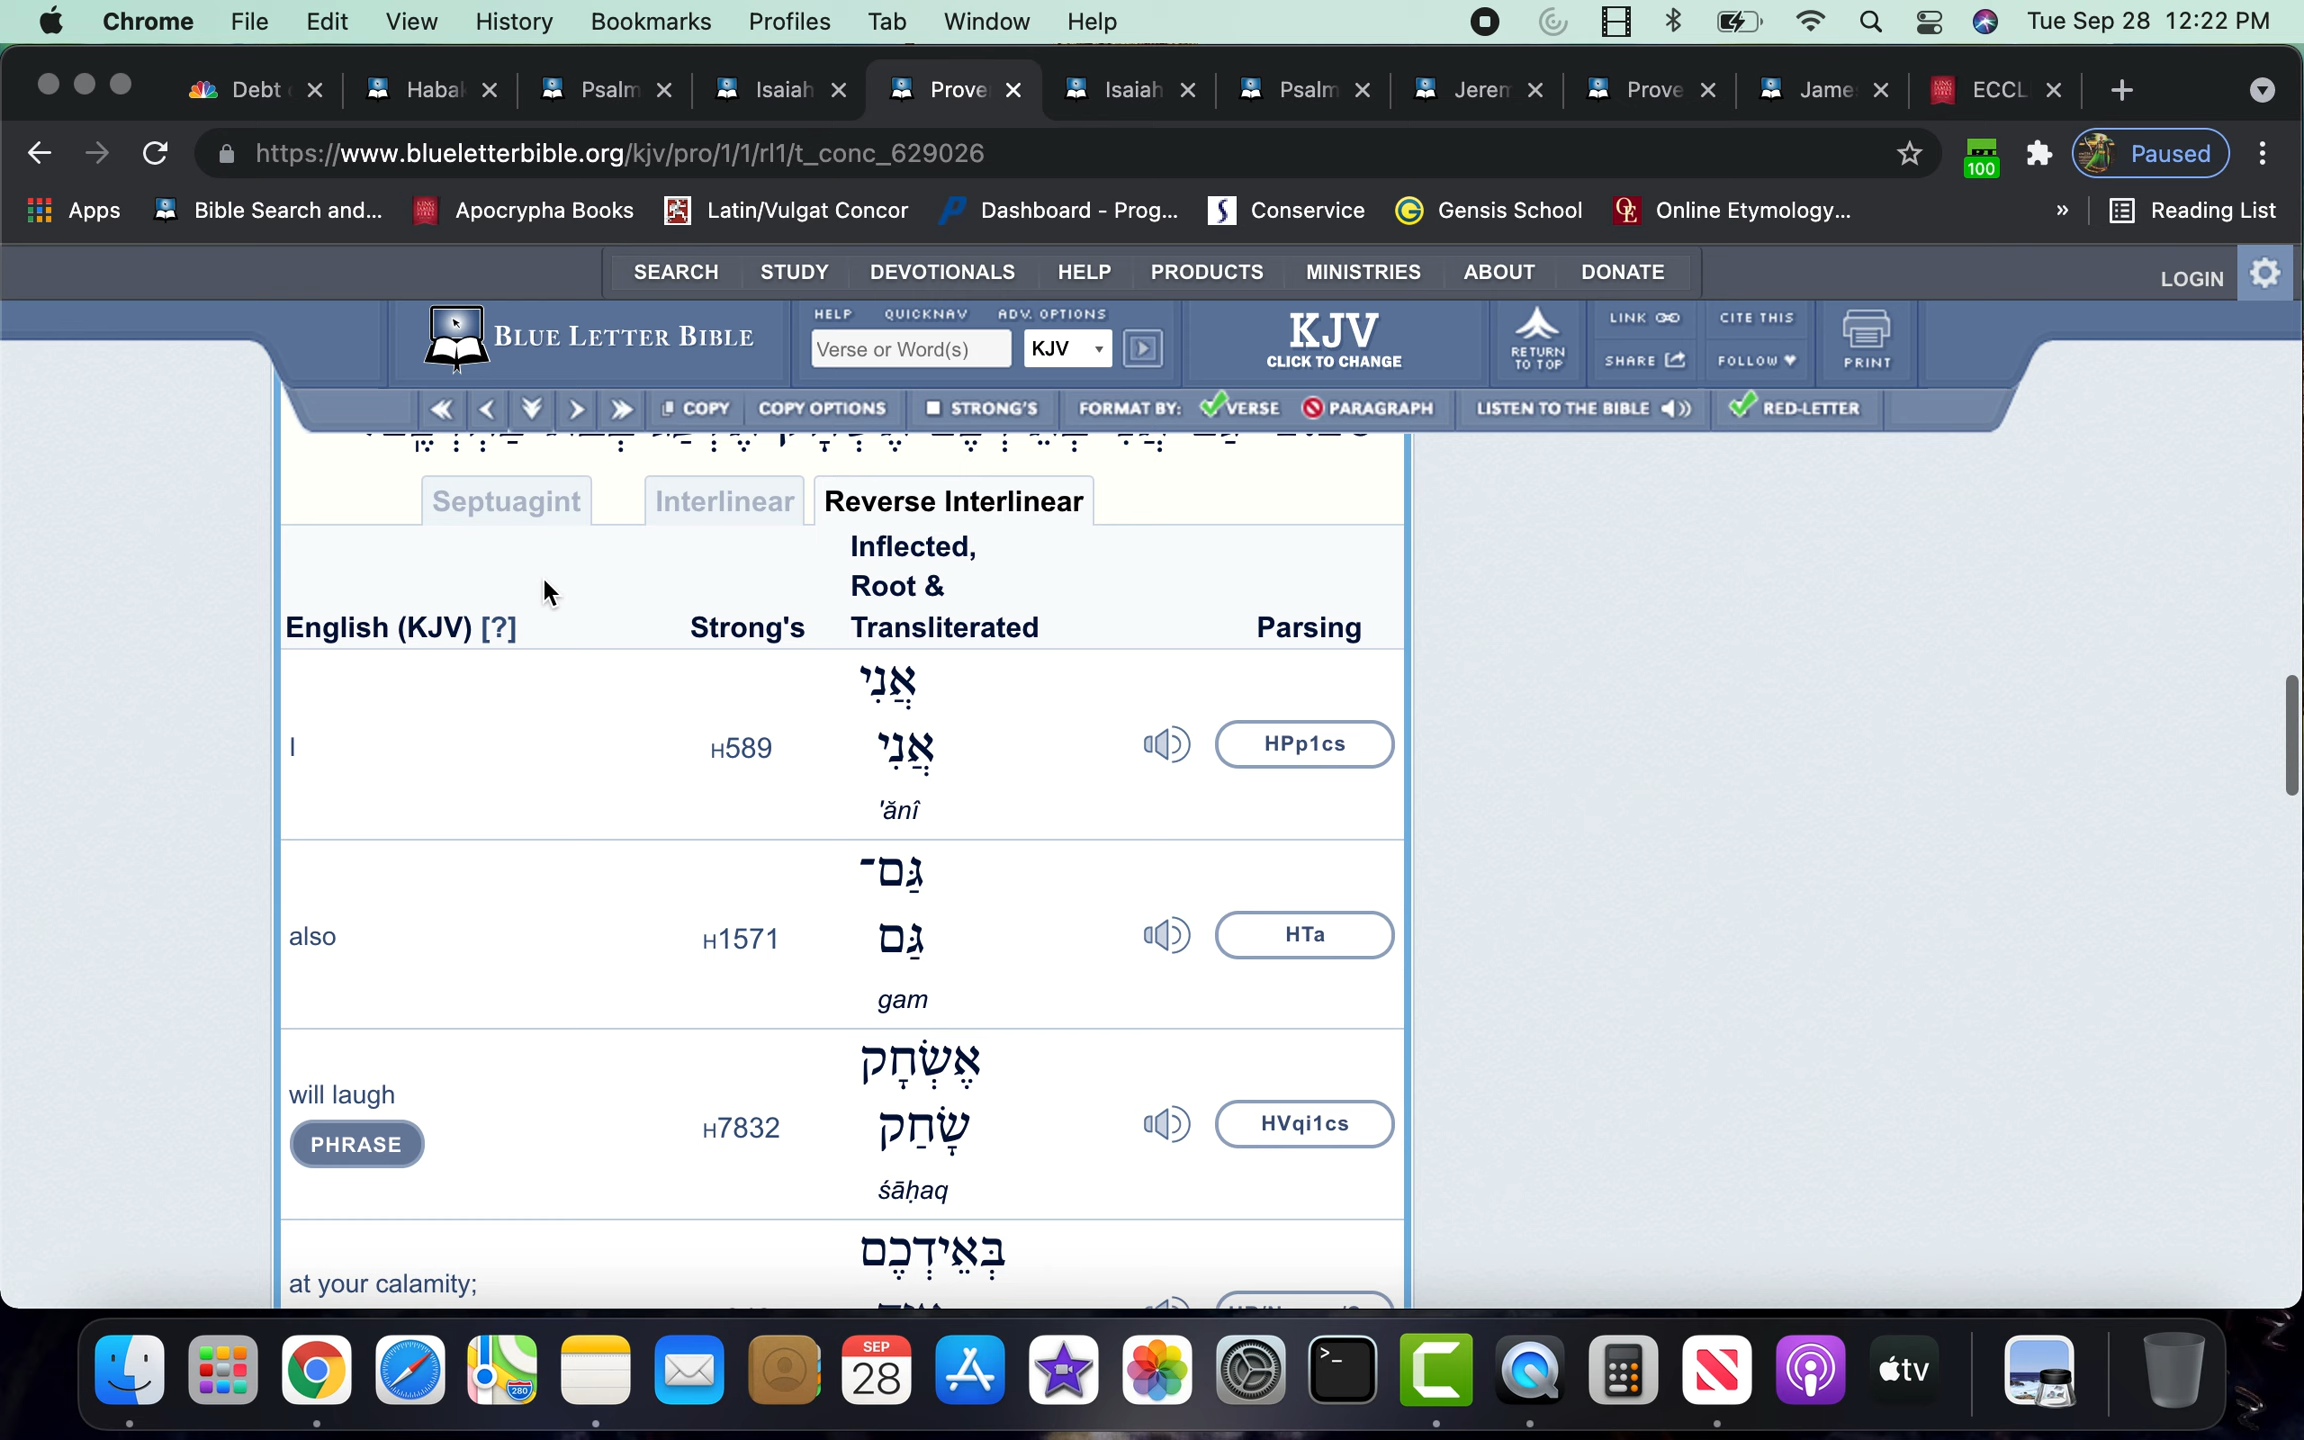 Chrome File Edit View History Bookmarks Profiles Tab Window Help Tue Sep 28 12:22 PM
Debt Habak Psalm Isaiah Prove Isaiah Psalm Jerem Prove Jame ECCL
https://www.blueletterbible.org/kjv/pro/1/1/rl1/t_conc_629026
100 Paused
Apps Bible Search and... Apocrypha Books Latin/Vulgat Concor Dashboard - Prog... Conservice Gensis School Online Etymology... » Reading List
SEARCH STUDY DEVOTIONALS HELP PRODUCTS MINISTRIES ABOUT DONATE LOGIN
HELP QUICKNAV ADV. OPTIONS
BLUE LETTER BIBLE
Verse or Word(s) KJV
KJV
CLICK TO CHANGE
RETURN
TO TOP
LINK CITE THIS
SHARE FOLLOW
PRINT
COPY COPY OPTIONS STRONG'S FORMAT BY: VERSE PARAGRAPH LISTEN TO THE BIBLE RED-LETTER
Septuagint Interlinear Reverse Interlinear
English (KJV) [?] Strong's
Inflected,
Root &
Transliterated
Parsing
I H589
אֲנִי
אֲנִי
'ănî
HPp1cs
also H1571
גַּם־
גַּם
gam
HTa
will laugh
PHRASE
H7832
אֶשְׂחָק
שָׂחַק
śāḥaq
HVqi1cs
at your calamity;
בְּאֵידְכֶם
280
SEP
28
tv